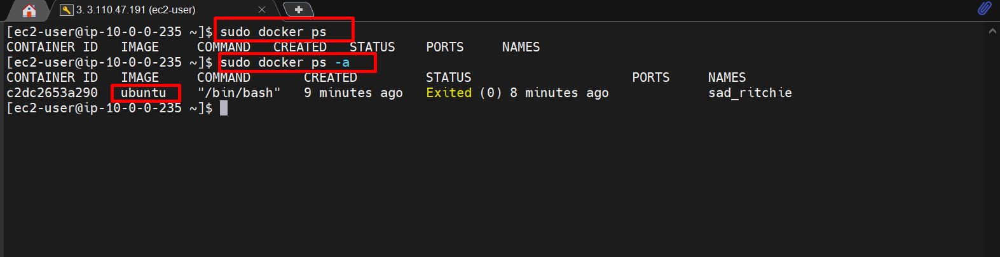 3. 3.110.47.191 (ec2-user)
[ec2-user@ip-10-0-0-235 ~]$ sudo docker ps
CONTAINER ID   IMAGE     COMMAND   CREATED   STATUS    PORTS     NAMES
[ec2-user@ip-10-0-0-235 ~]$ sudo docker ps -a
CONTAINER ID   IMAGE     COMMAND       CREATED         STATUS                     PORTS     NAMES
c2dc2653a290   ubuntu    "/bin/bash"   9 minutes ago   Exited (0) 8 minutes ago             sad_ritchie
[ec2-user@ip-10-0-0-235 ~]$